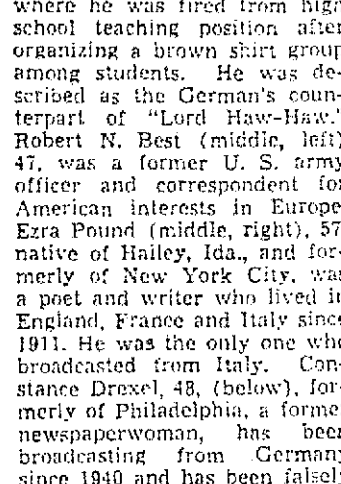 where he was fired from high
school teaching position after
organizing a brown shirt group
among students. He was de-
scribed as the German's coun-
terpart of "Lord Haw-Haw."
Robert N. Best (middle, left)
47, was a former U. S. army
officer and correspondent for
American interests in Europe
Ezra Pound (middle, right), 57
native of Hailey, Ida., and for-
merly of New York City, was
a poet and writer who lived in
England, France and Italy since
1911. He was the only one who
broadcasted from Italy. Con-
stance Drexel, 48, (below), for-
merly of Philadelphia, a former
newspaperwoman, has been
broadcasting from Germany
since 1940 and has been falsely